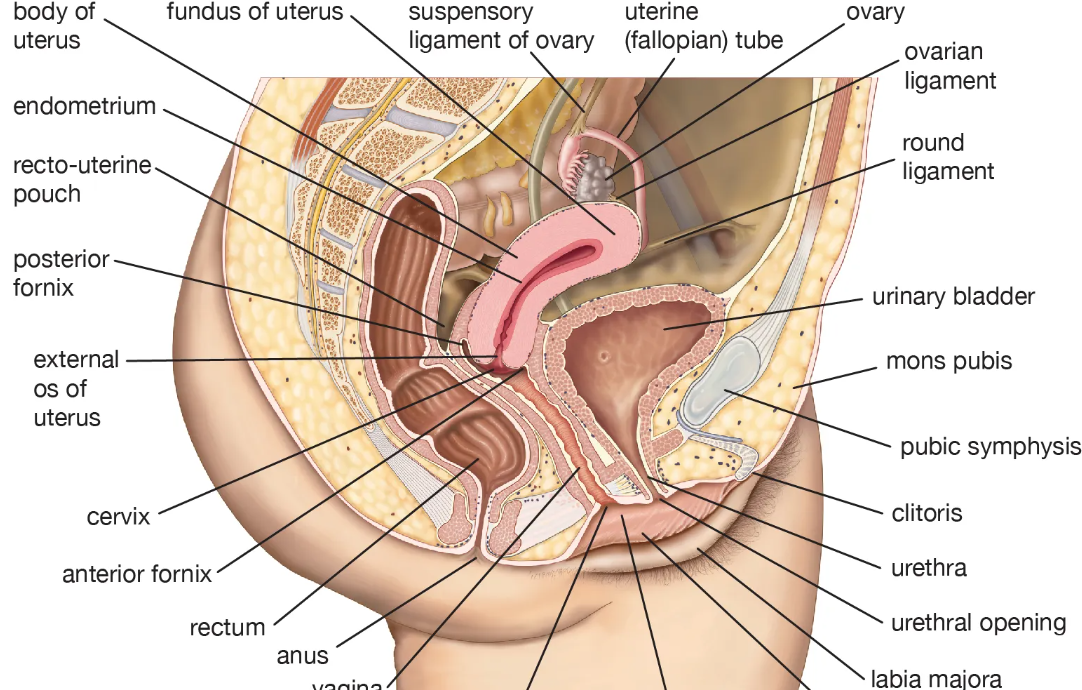 body of
uterus
fundus of uterus
suspensory
ligament of ovary
uterine
(fallopian) tube
ovary
ovarian
ligament
endometrium
recto-uterine
pouch
round
ligament
posterior
fornix
urinary bladder
external
os of
uterus
mons pubis
pubic symphysis
cervix
clitoris
anterior fornix
urethra
rectum
urethral opening
anus
labia majora
vagina